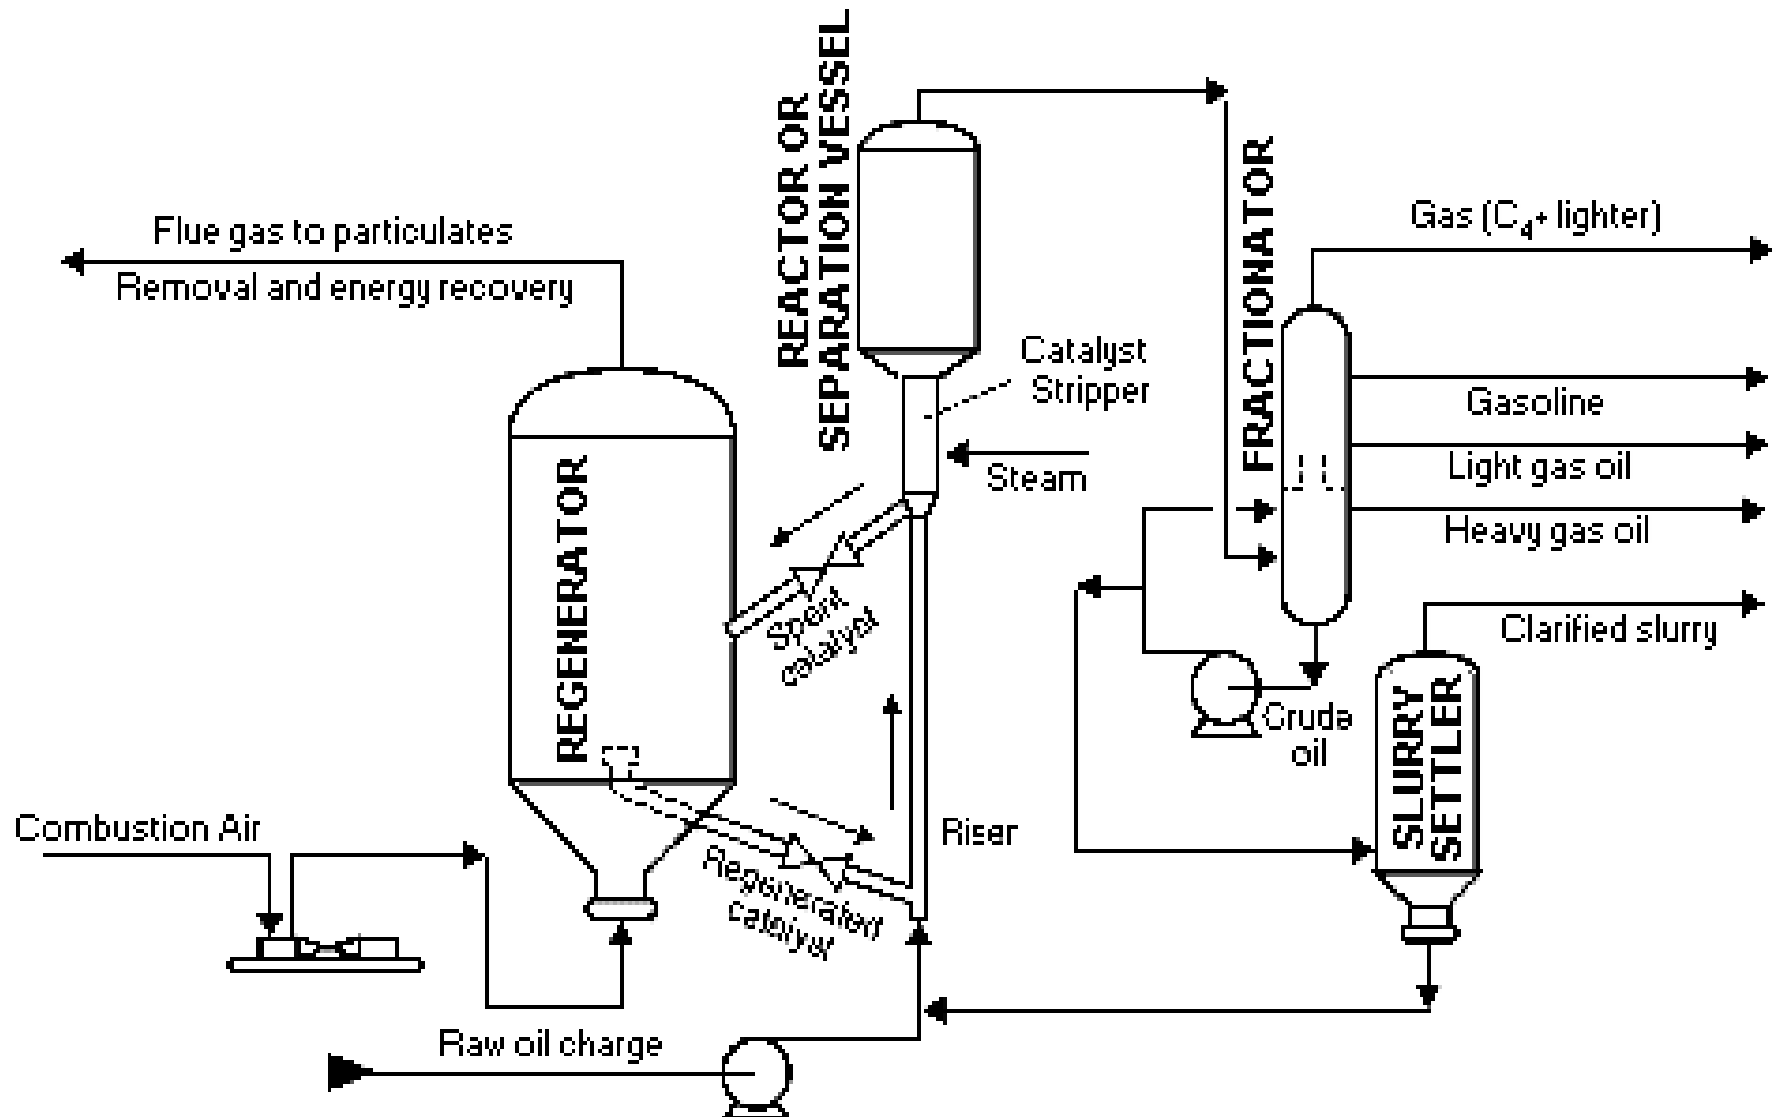 REACTOR OR
SEPARATION VESSEL
FRACTIONATOR
Gas (C₄+ lighter)
Flue gas to particulates
Removal and energy recovery
Catalyst
Stripper
Gasoline
Light gas oil
Steam
Heavy gas oil
REGENERATOR
Spent
catalyst
Clarified slurry
Crude
oil
SLURRY
SETTLER
Combustion Air
Riser
Regenerated
catalyst
Raw oil charge